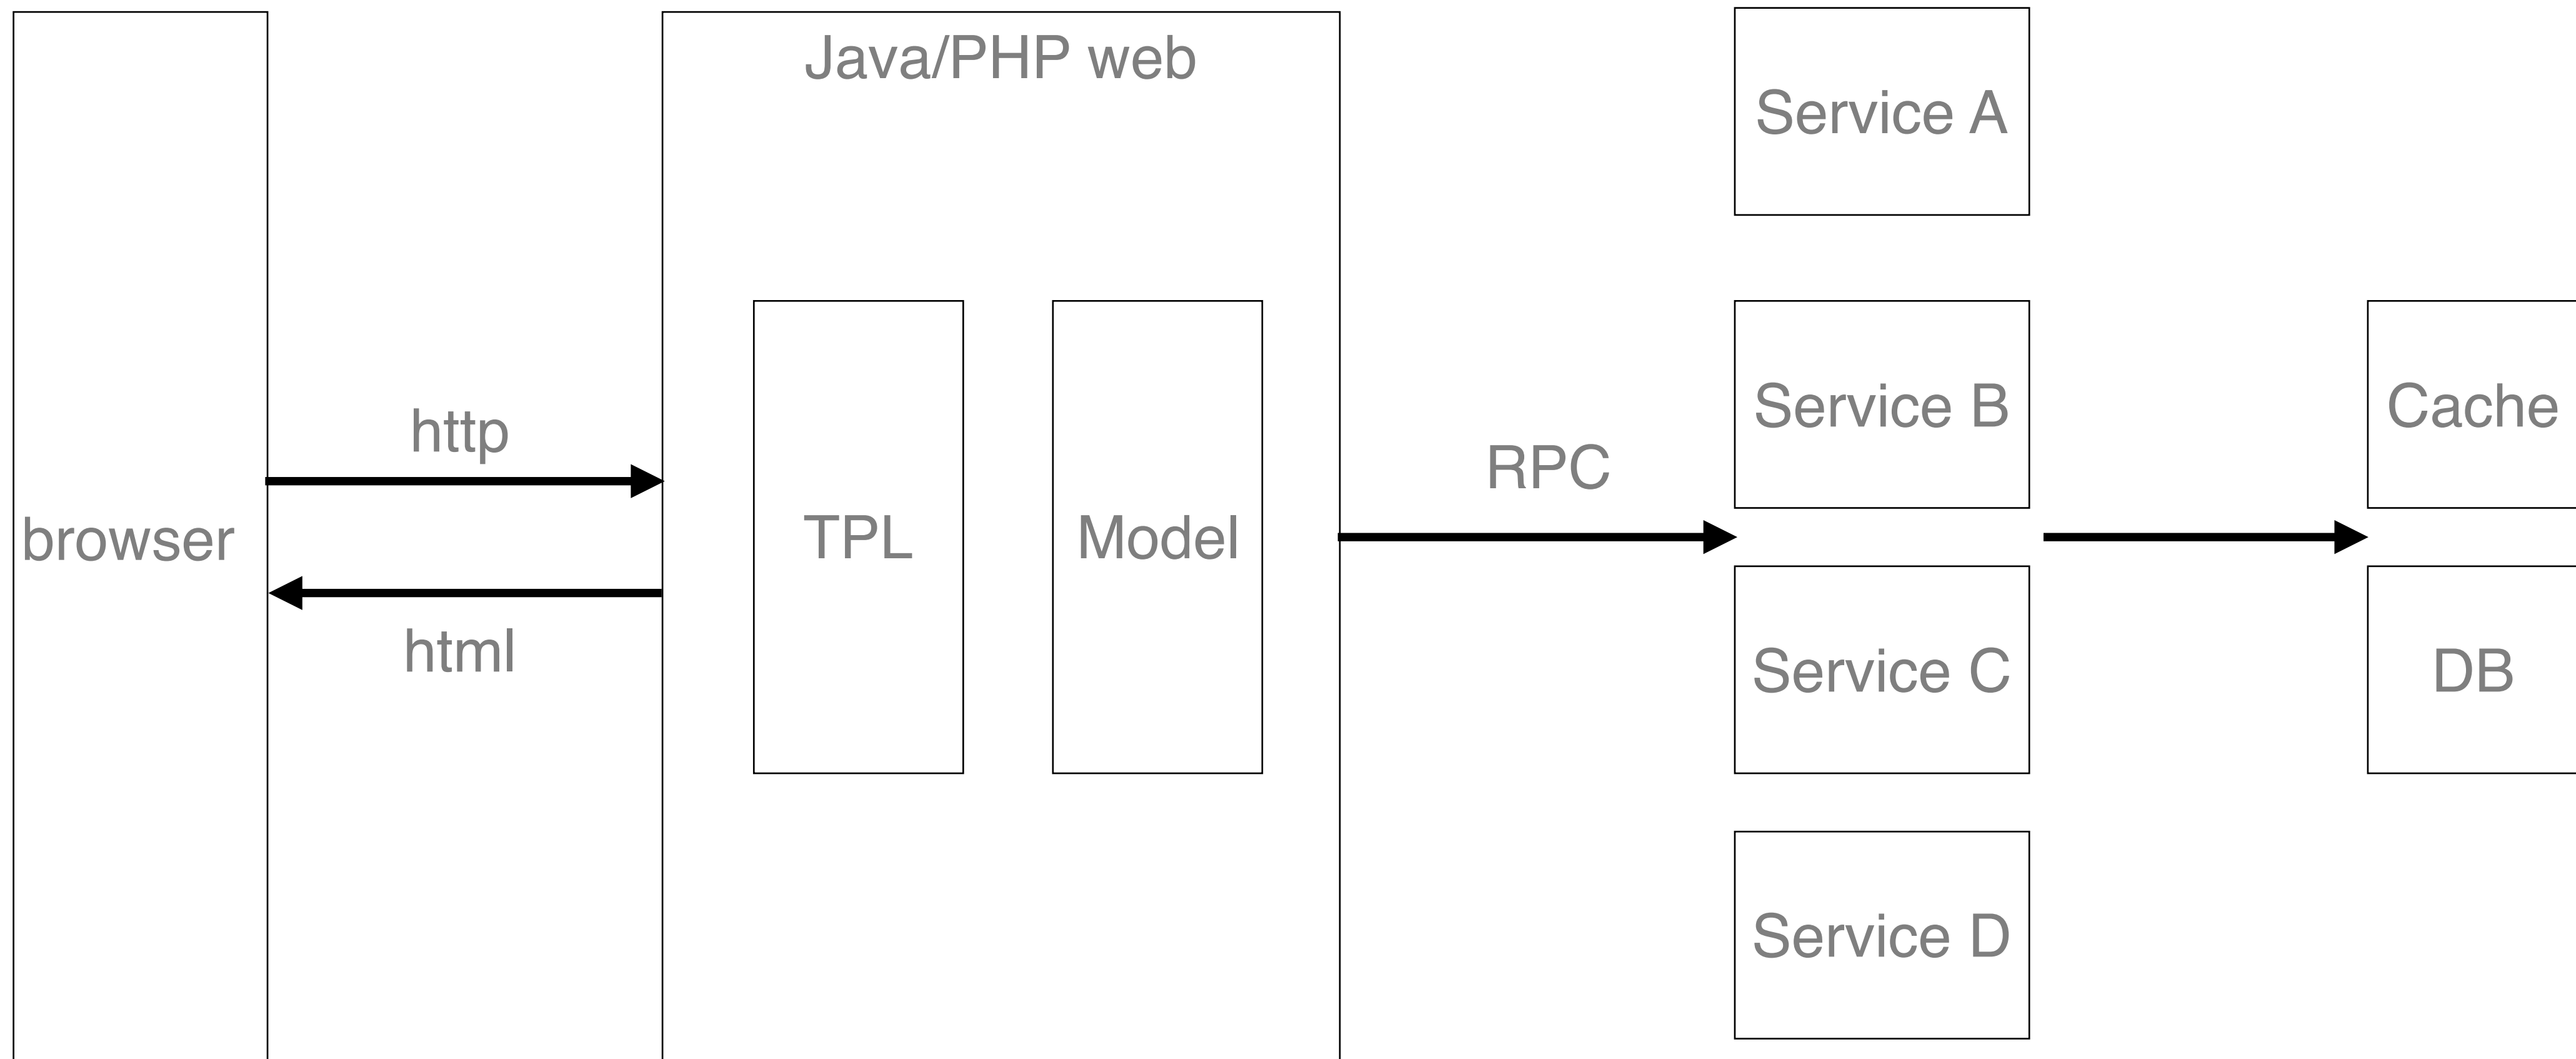 browser
http
html
Java/PHP web
TPL
Model
RPC
Service A
Service B
Service C
Service D
Cache
DB